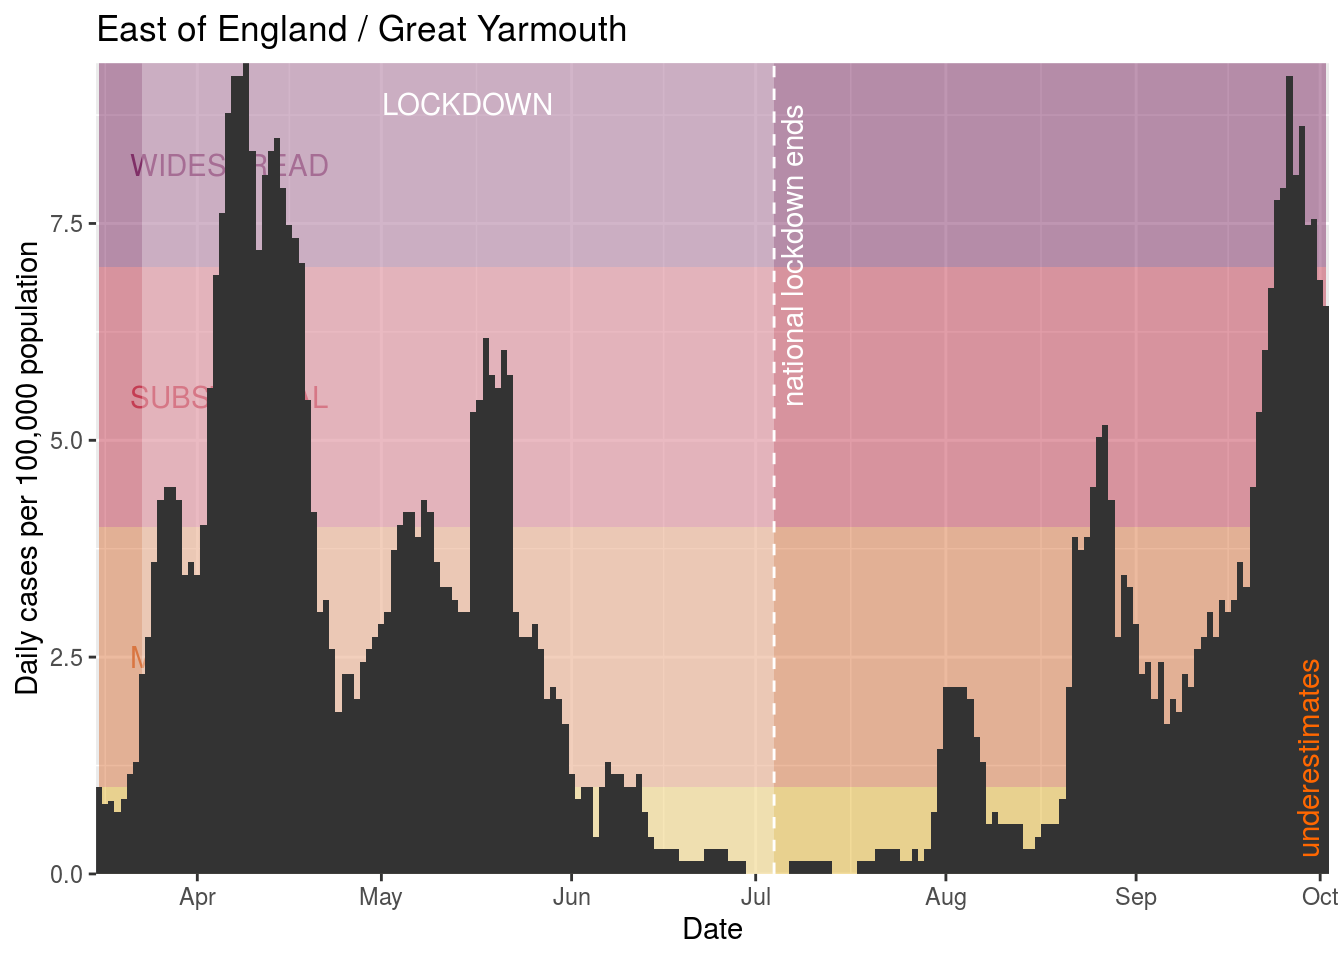 East of England / Great Yarmouth
Daily cases per 100,000 population
7.5
5.0
2.5
0.0
LOCKDOWN
national lockdown ends
underestimates
Apr
May
Jun
Jul
Aug
Sep
Oct
Date